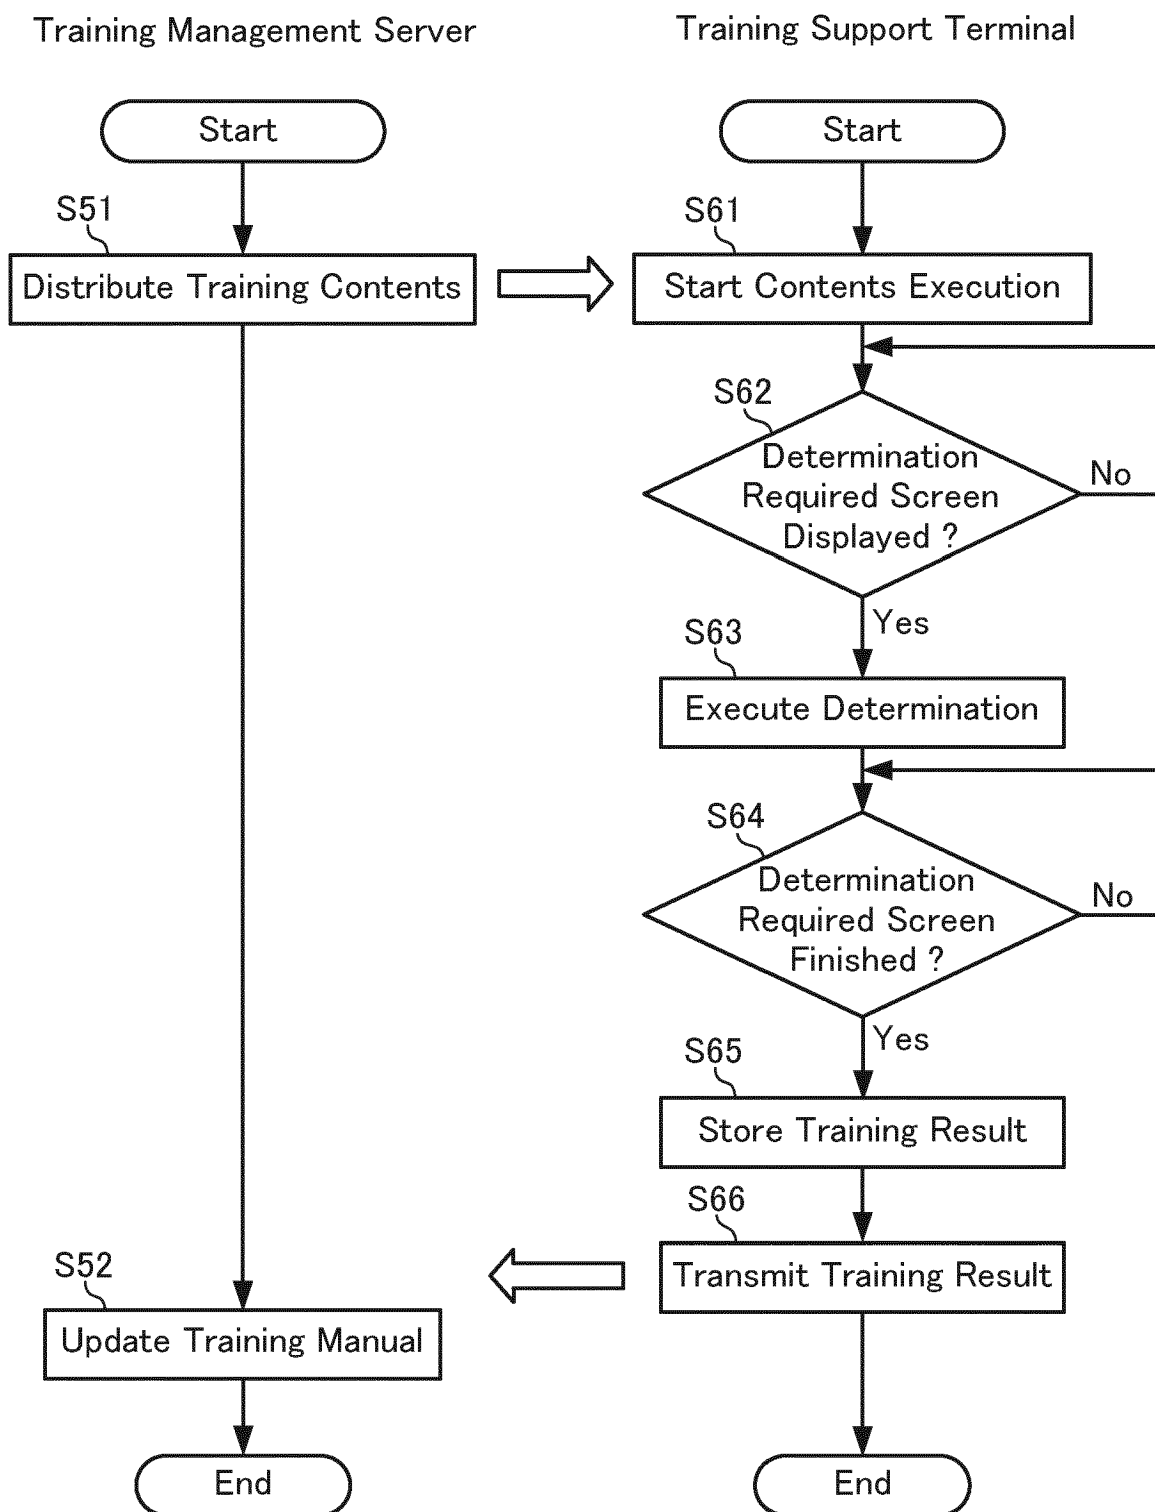 Training Management Server
Training Support Terminal
Start
Start
S51
S61
Distribute Training Contents
Start Contents Execution
S62
Determination
Required Screen
Displayed ?
No
Yes
S63
Execute Determination
S64
Determination
Required Screen
Finished ?
No
Yes
S65
Store Training Result
S66
Transmit Training Result
S52
Update Training Manual
End
End